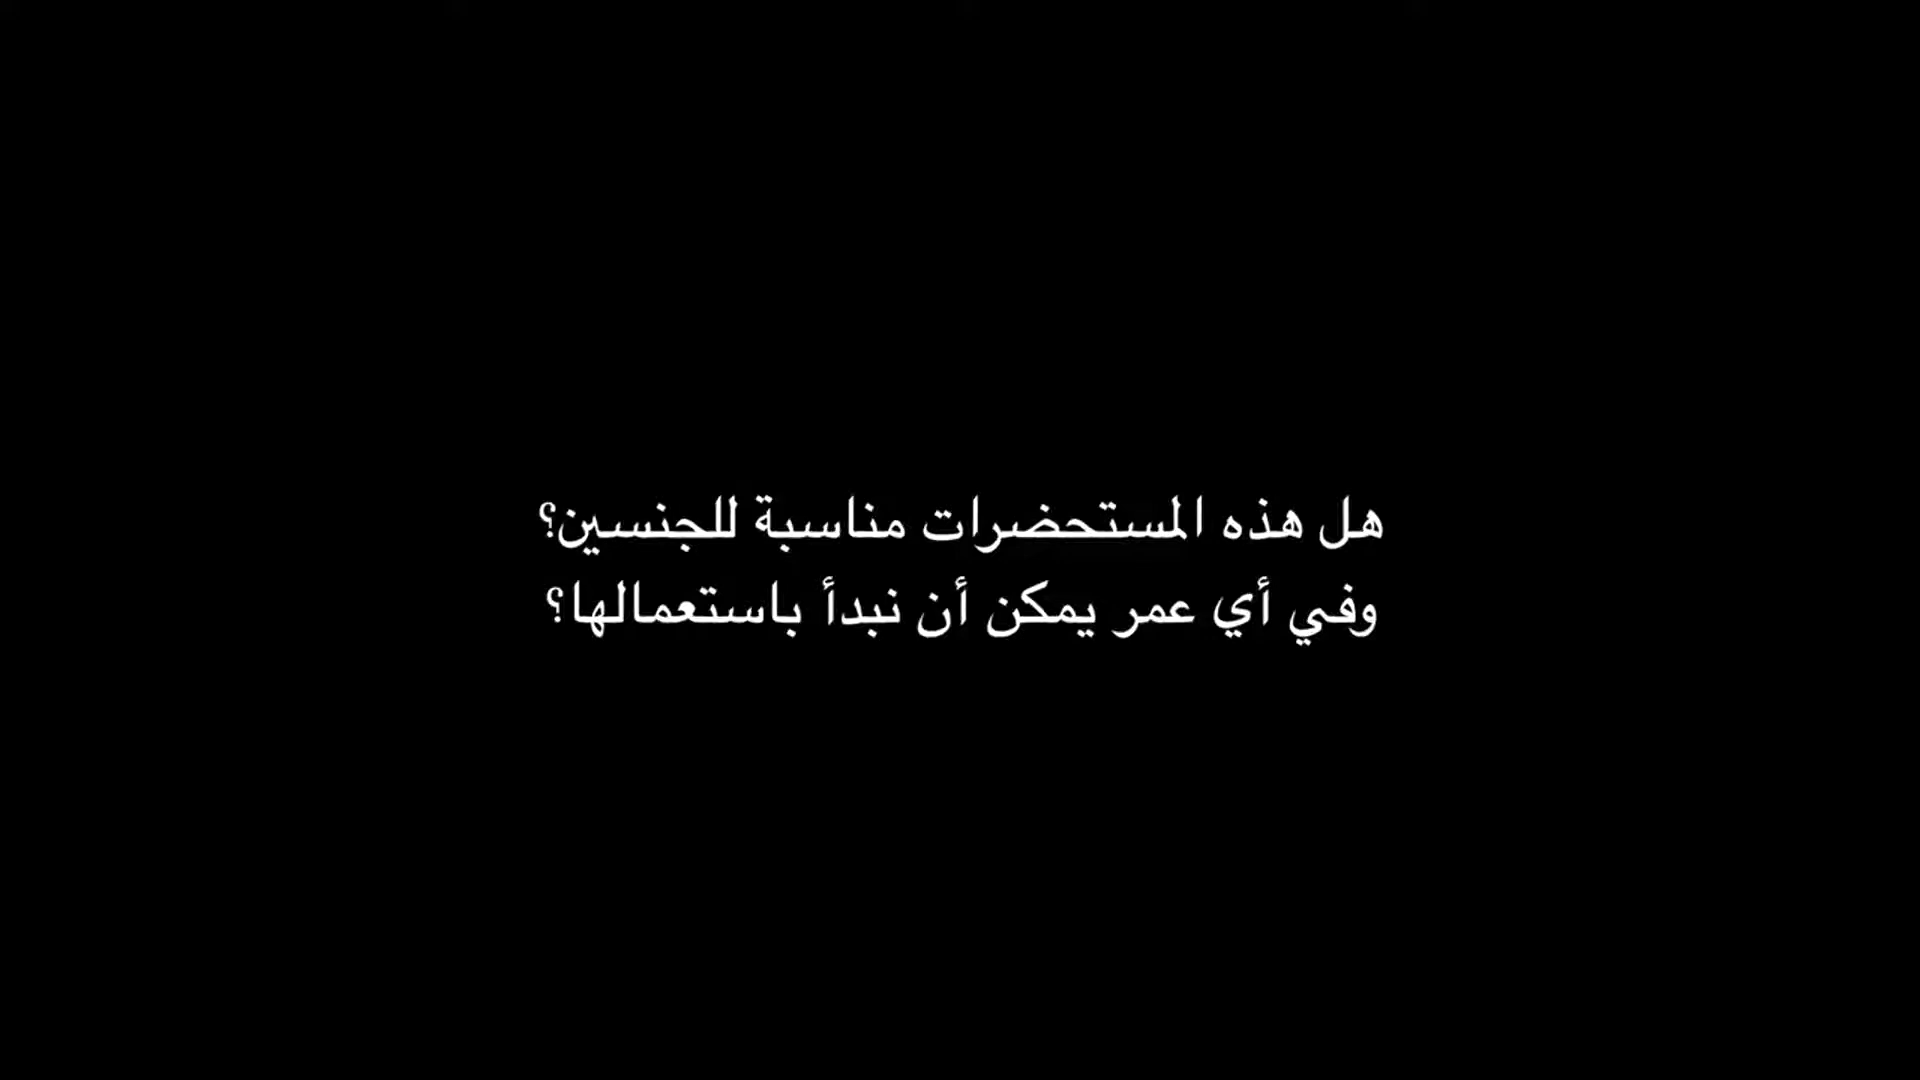 هل هذه المستحضرات مناسبة للجنسين؟
وفي أي عمر يمكن أن نبدأ باستعمالها؟